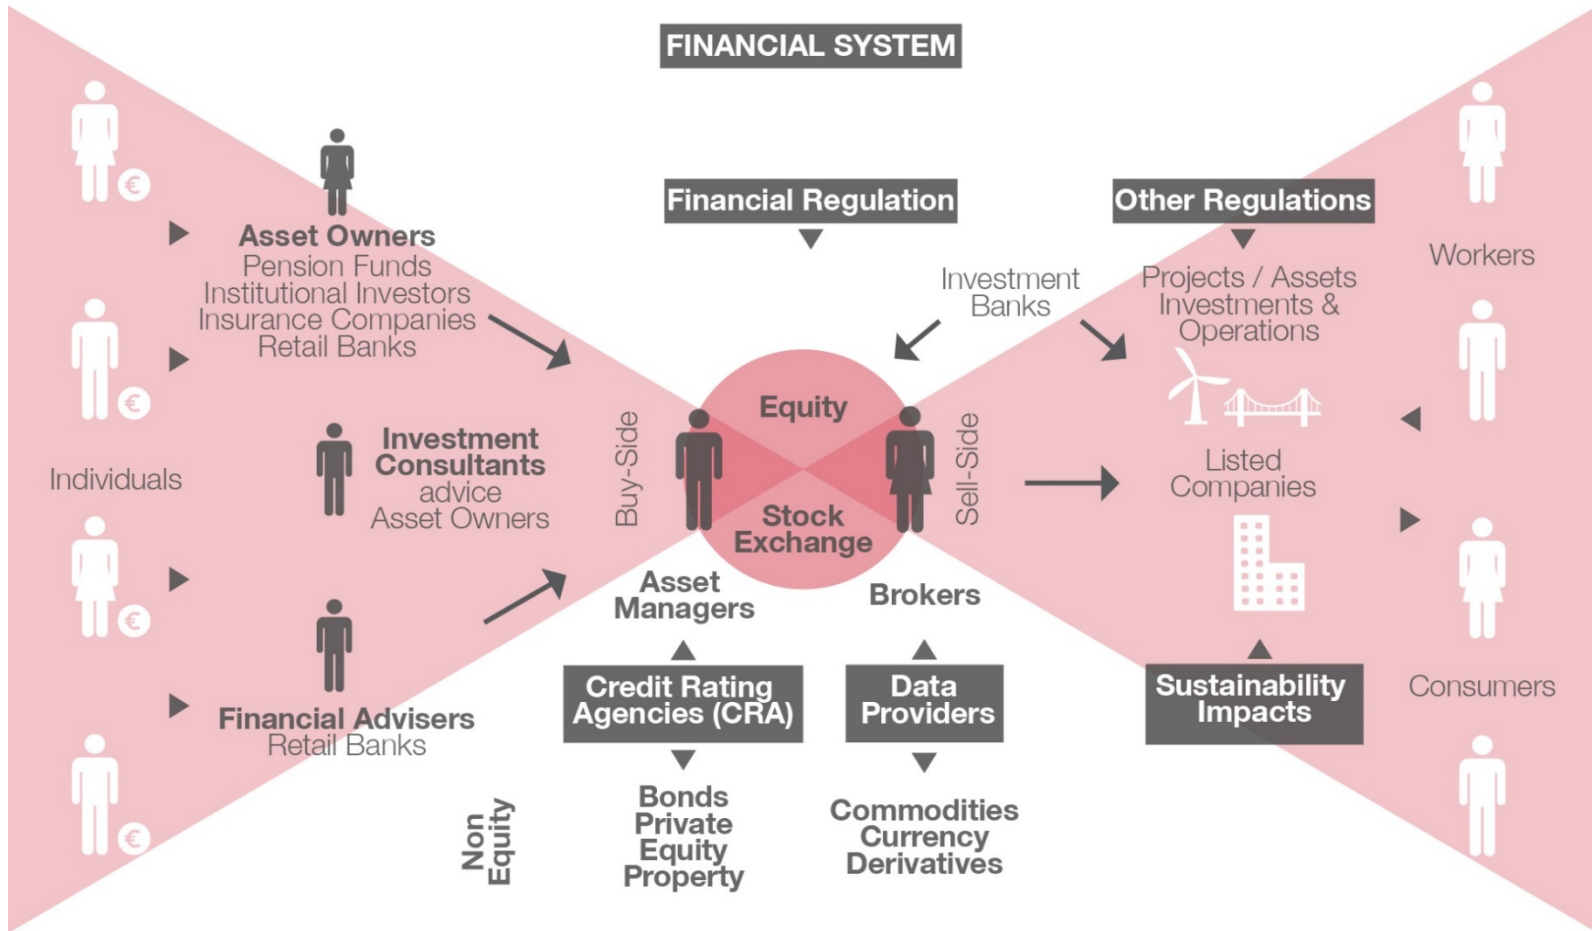 FINANCIAL SYSTEM
Financial Regulation
Other Regulations
Asset Owners
Pension Funds
Institutional Investors
Insurance Companies
Retail Banks
Investment
Banks
Projects / Assets
Investments &
Operations
Workers
Individuals
€
€
€
€
Investment
Consultants
advice
Asset Owners
Buy-Side
Equity
Stock
Exchange
Sell-Side
Listed
Companies
Asset
Managers
Brokers
Financial Advisers
Retail Banks
Credit Rating
Agencies (CRA)
Data
Providers
Sustainability
Impacts
Consumers
Non
Equity
Bonds
Private
Equity
Property
Commodities
Currency
Derivatives